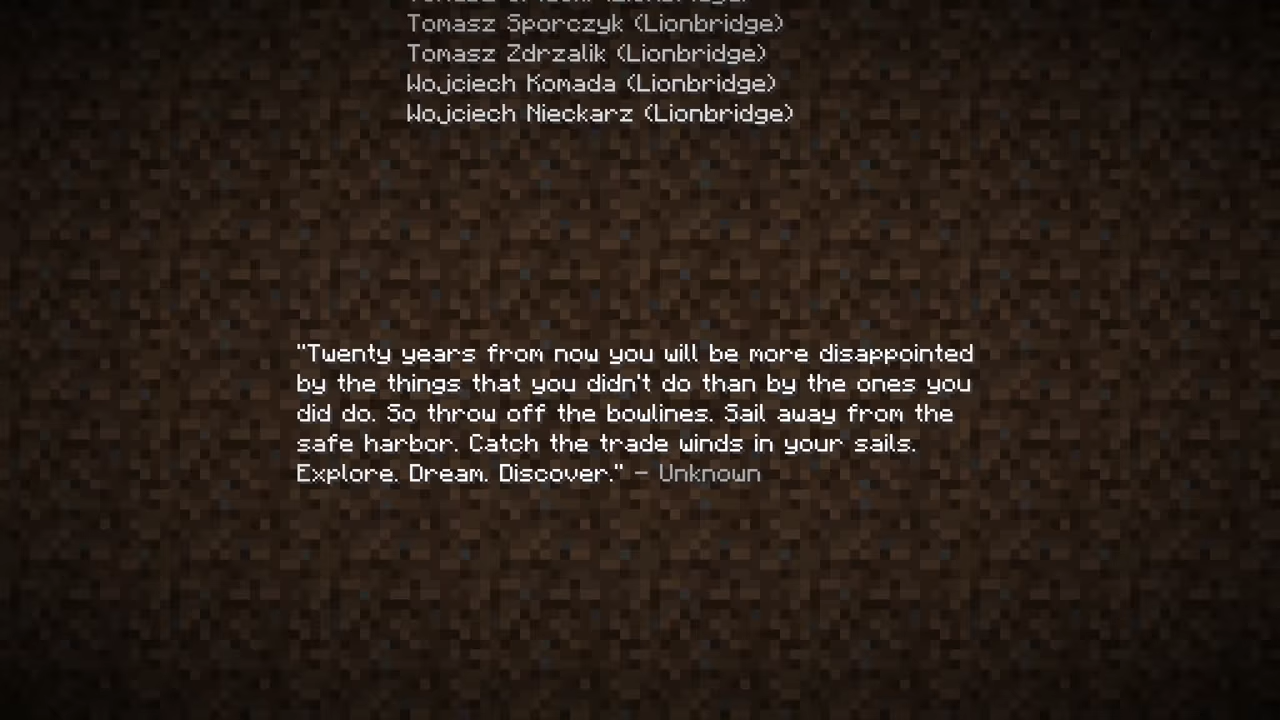 Tomasz Sporczyk (Lionbridge)
Tomasz Zdrzalik (Lionbridge)
Wojciech Komada (Lionbridge)
Wojciech Nieckarz (Lionbridge)
"Twenty years from now you will be more disappointed
by the things that you didn't do than by the ones you
did do. So throw off the bowlines. Sail away from the
safe harbor. Catch the trade winds in your sails.
Explore. Dream. Discover." — Unknown